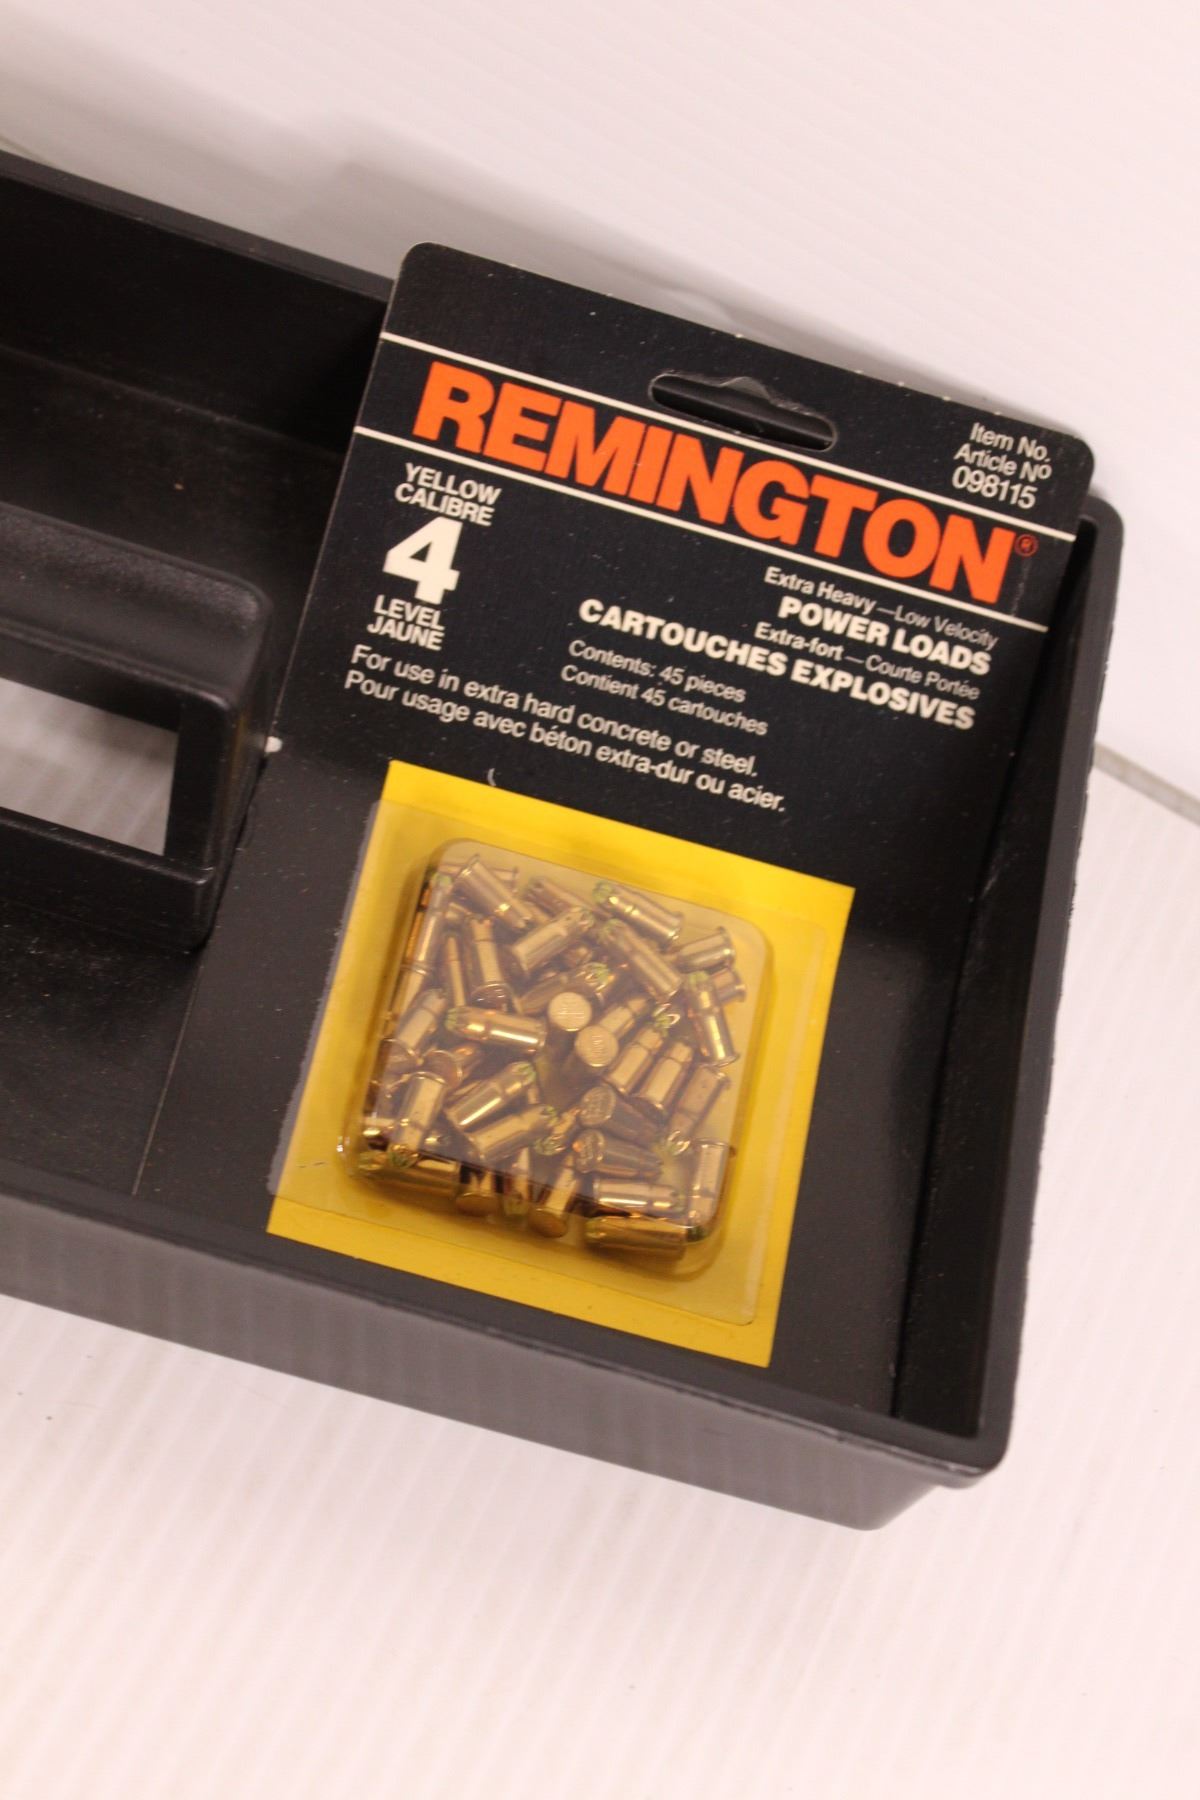 Item No.
Article Nº
098115
REMINGTON®
YELLOW
CALIBRE
4
LEVEL
JAUNE
Extra Heavy—Low Velocity
POWER LOADS
Extra-fort—Courte Portée
CARTOUCHES EXPLOSIVES
Contents: 45 pieces
Contient 45 cartouches
For use in extra hard concrete or steel.
Pour usage avec béton extra-dur ou acier.